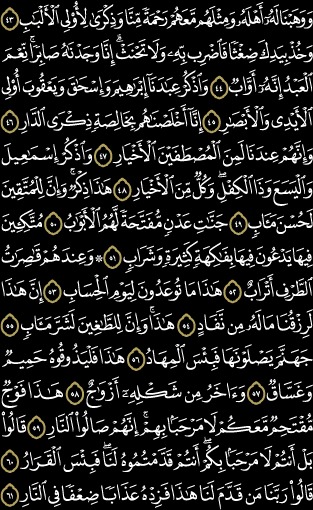 وَوَهَبْنَا لَهُۥٓ أَهْلَهُۥ وَمِثْلَهُم مَّعَهُمْ رَحْمَةً مِّنَّا وَذِكْرَىٰ لِأُو۟لِى ٱلْأَلْبَٰبِ ٤٣
وَخُذْ بِيَدِكَ ضِغْثًا فَٱضْرِب بِّهِۦ وَلَا تَحْنَثْ ۗ إِنَّا وَجَدْنَٰهُ صَابِرًا ۚ نِّعْمَ
ٱلْعَبْدُ ۖ إِنَّهُۥٓ أَوَّابٌ ٤٤ وَٱذْكُرْ عِبَٰدَنَآ إِبْرَٰهِيمَ وَإِسْحَٰقَ وَيَعْقُوبَ أُو۟لِى
ٱلْأَيْدِى وَٱلْأَبْصَٰرِ ٤٥ إِنَّآ أَخْلَصْنَٰهُم بِخَالِصَةٍ ذِكْرَى ٱلدَّارِ ٤٦
وَإِنَّهُمْ عِندَنَا لَمِنَ ٱلْمُصْطَفَيْنَ ٱلْأَخْيَارِ ٤٧ وَٱذْكُرْ إِسْمَٰعِيلَ
وَٱلْيَسَعَ وَذَا ٱلْكِفْلِ ۖ وَكُلٌّ مِّنَ ٱلْأَخْيَارِ ٤٨ هَٰذَا ذِكْرٌ ۚ وَإِنَّ لِلْمُتَّقِينَ
لَحُسْنَ مَـَٔابٍ ٤٩ جَنَّٰتِ عَدْنٍ مُّفَتَّحَةً لَّهُمُ ٱلْأَبْوَٰبُ ٥٠ مُتَّكِـِٔينَ
فِيهَا يَدْعُونَ فِيهَا بِفَٰكِهَةٍ كَثِيرَةٍ وَشَرَابٍ ٥١ ۞ وَعِندَهُمْ قَٰصِرَٰتُ
ٱلطَّرْفِ أَتْرَابٌ ٥٢ هَٰذَا مَا تُوعَدُونَ لِيَوْمِ ٱلْحِسَابِ ٥٣ إِنَّ هَٰذَا
لَرِزْقُنَا مَا لَهُۥ مِن نَّفَادٍ ٥٤ هَٰذَا ۚ وَإِنَّ لِلطَّٰغِينَ لَشَرَّ مَـَٔابٍ ٥٥
جَهَنَّمَ يَصْلَوْنَهَا فَبِئْسَ ٱلْمِهَادُ ٥٦ هَٰذَا فَلْيَذُوقُوهُ حَمِيمٌ
وَغَسَّاقٌ ٥٧ وَءَاخَرُ مِن شَكْلِهِۦٓ أَزْوَٰجٌ ٥٨ هَٰذَا فَوْجٌ
مُّقْتَحِمٌ مَّعَكُمْ ۖ لَا مَرْحَبًۢا بِهِمْ ۚ إِنَّهُمْ صَالُوا۟ ٱلنَّارِ ٥٩ قَالُوا۟
بَلْ أَنتُمْ لَا مَرْحَبًۢا بِكُمْ ۖ أَنتُمْ قَدَّمْتُمُوهُ لَنَا ۖ فَبِئْسَ ٱلْقَرَارُ ٦٠
قَالُوا۟ رَبَّنَا مَن قَدَّمَ لَنَا هَٰذَا فَزِدْهُ عَذَابًا ضِعْفًا فِى ٱلنَّارِ ٦١